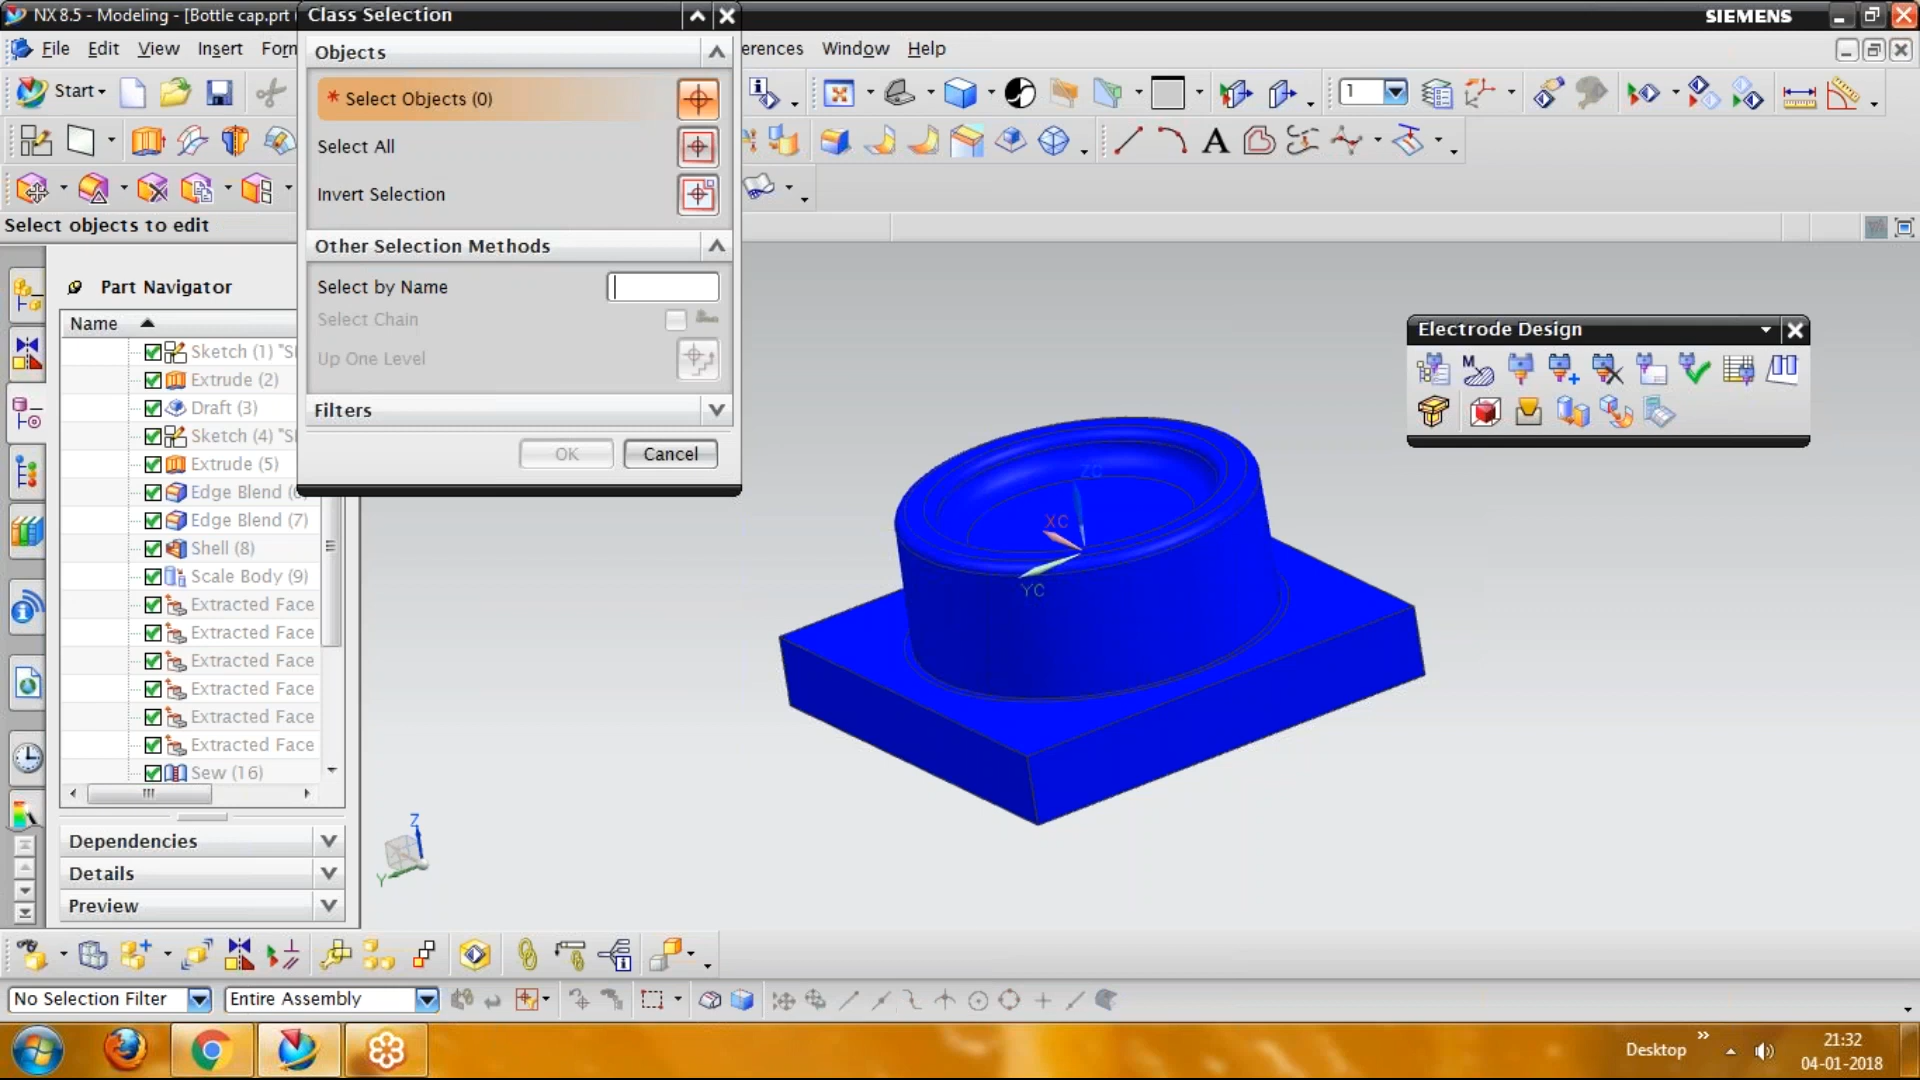 NX 8.5 - Modeling - [Bottle cap.prt
Class Selection
SIEMENS
File Edit View Insert
erences Window Help
Objects
Start
* Select Objects (0)
1
Select All
Invert Selection
Select objects to edit
Other Selection Methods
Part Navigator
Select by Name
Name
Select Chain
Electrode Design
Sketch (1) "S
Up One Level
Extrude (2)
Draft (3)
Filters
Sketch (4) "S
OK Cancel
Extrude (5)
Edge Blend (
Edge Blend (7)
Shell (8)
Scale Body (9)
Extracted Face
Extracted Face
Extracted Face
Extracted Face
Extracted Face
Extracted Face
Sew (16)
ZC
XC
YC
Dependencies
Details
Preview
Z
Y
No Selection Filter Entire Assembly
Desktop
21:32
04-01-2018